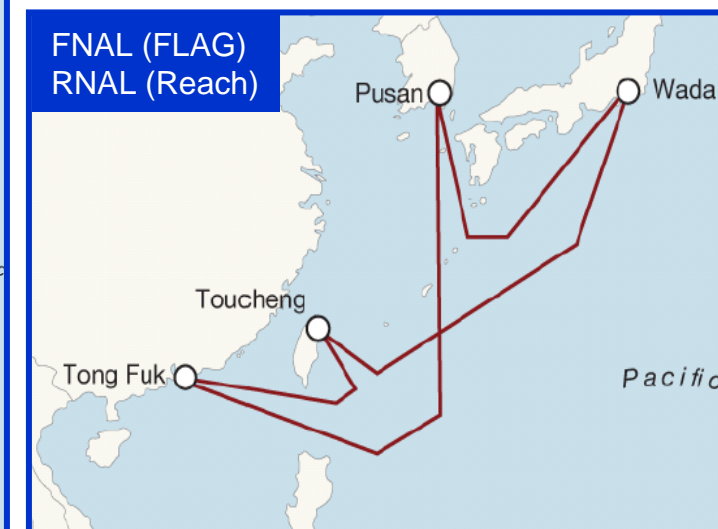 FNAL (FLAG)
RNAL (Reach)
Pusan
Wada
Toucheng
Tong Fuk
Pacific